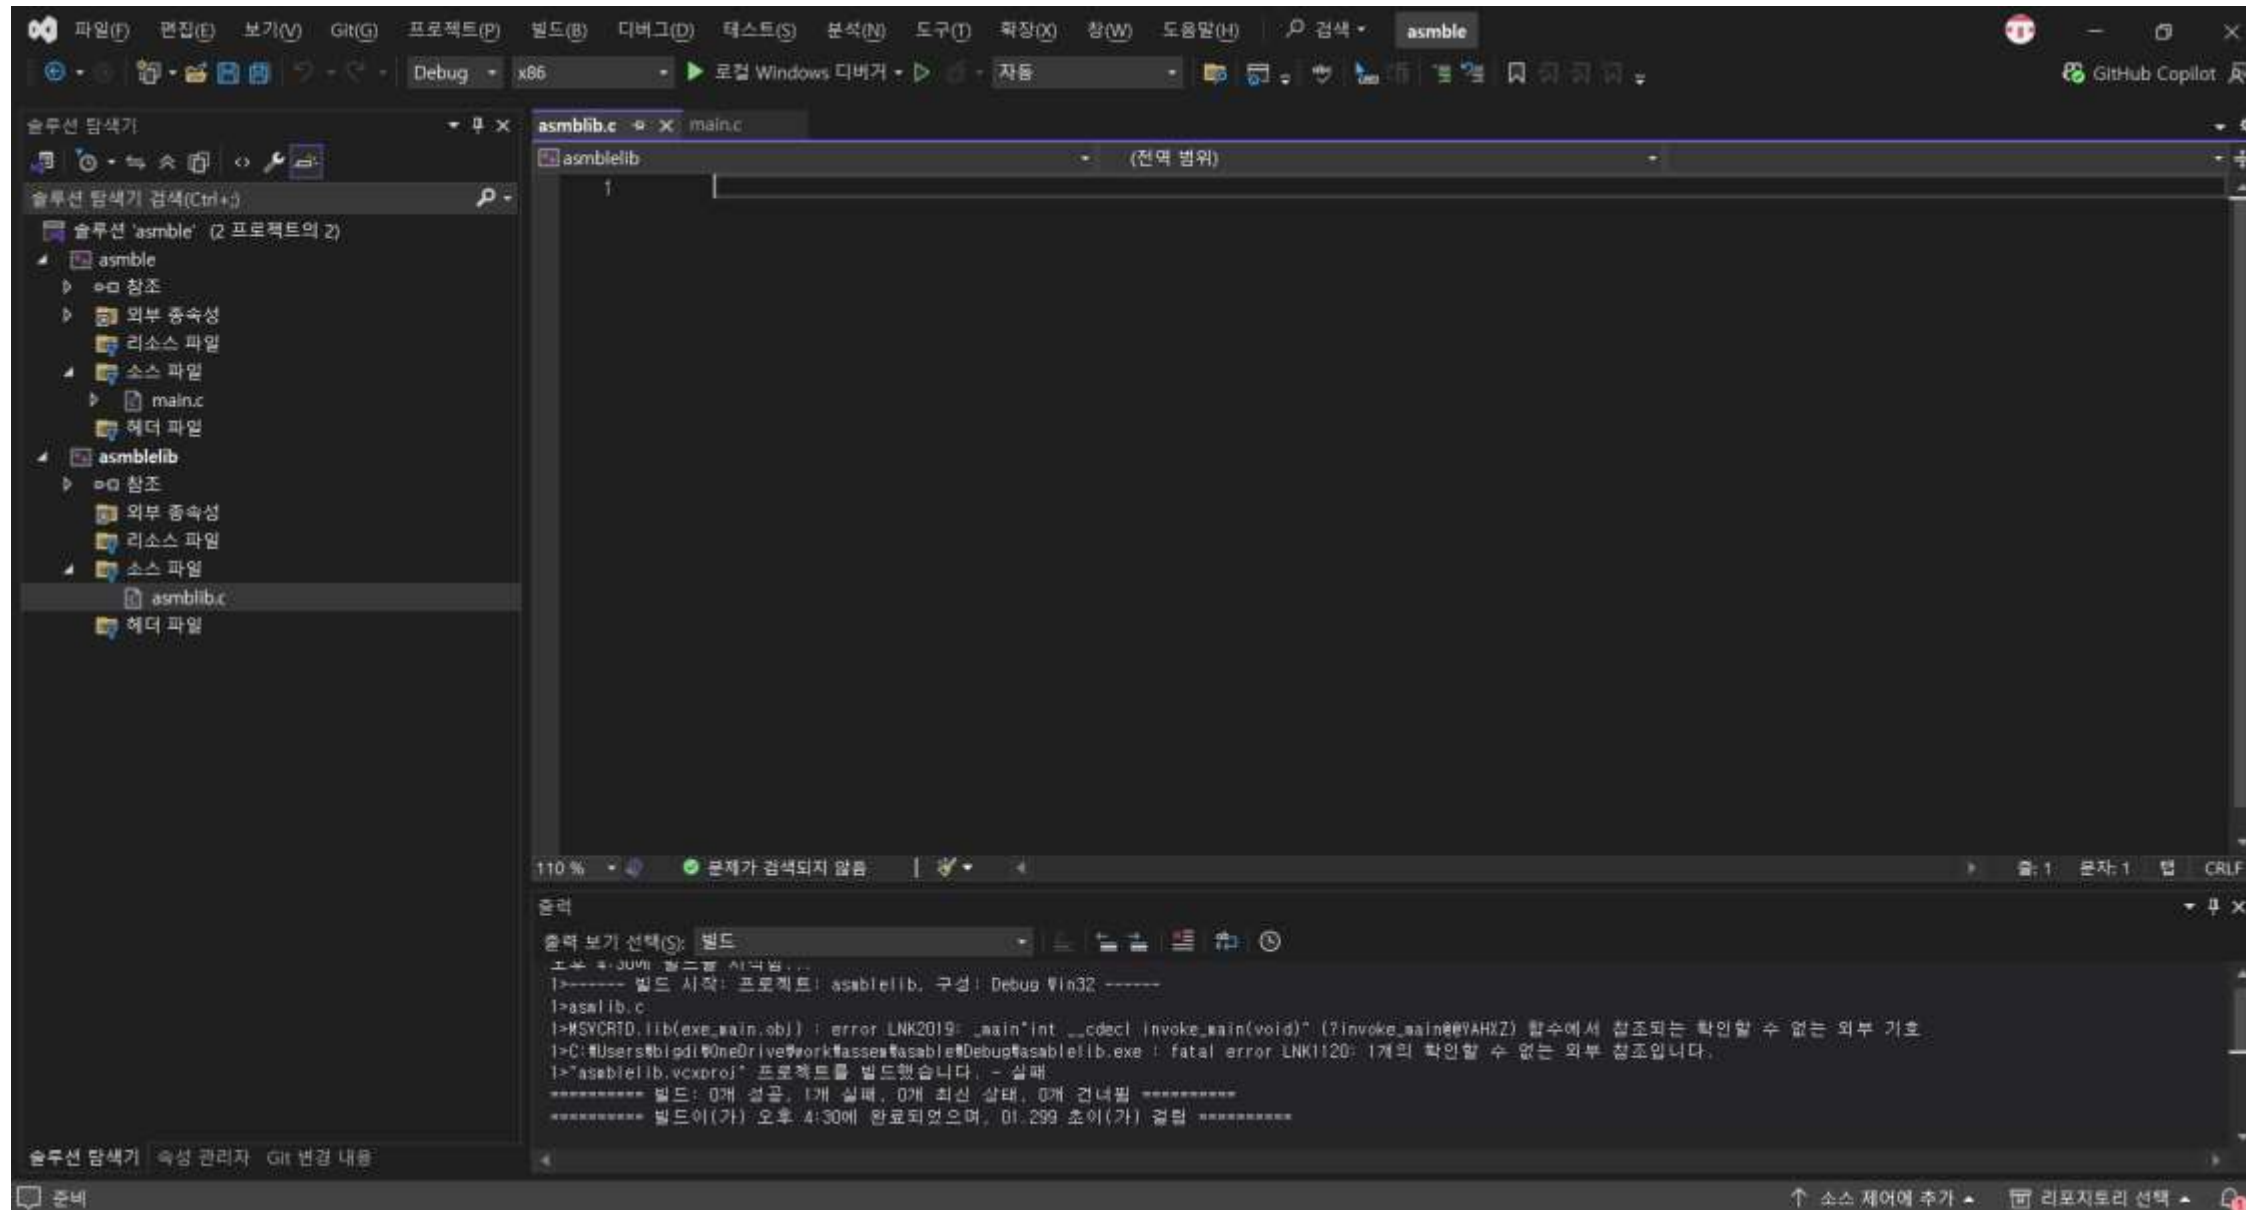 파일(F) 편집(E) 보기(V) Git(G) 프로젝트(P) 빌드(B) 디버그(D) 테스트(S) 분석(N) 도구(T) 확장(X) 창(W) 도움말(H) 검색 asmble
Debug x86 로컬 Windows 디버거 자동 GitHub Copilot
솔루션 탐색기
솔루션 탐색기 검색(Ctrl+;)
솔루션 'asmble' (2 프로젝트의 2)
asmble
참조
외부 종속성
리소스 파일
소스 파일
main.c
헤더 파일
asmblelib
참조
외부 종속성
리소스 파일
소스 파일
asmblib.c
헤더 파일
솔루션 탐색기 속성 관리자 Git 변경 내용
asmblib.c main.c
asmblelib (전역 범위)
1
110 % 문제가 검색되지 않음 줄: 1 문자: 1 탭 CRLF
출력
출력 보기 선택(S): 빌드
오후 4:30에 빌드를 시작함...
1>------ 빌드 시작: 프로젝트: asmblelib, 구성: Debug Win32 ------
1>asmlib.c
1>MSVCRTD.lib(exe_main.obj) : error LNK2019: _main"int __cdecl invoke_main(void)" (?invoke_main@@YAHXZ) 함수에서 참조되는 확인할 수 없는 외부 기호
1>C:\Users\bigdi\OneDrive\work\assem\asmble\Debug\asmblelib.exe : fatal error LNK1120: 1개의 확인할 수 없는 외부 참조입니다.
1>"asmblelib.vcxproj" 프로젝트를 빌드했습니다. - 실패
========== 빌드: 0개 성공, 1개 실패, 0개 최신 상태, 0개 건너뜀 ==========
========== 빌드이(가) 오후 4:30에 완료되었으며, 01.299 초이(가) 걸림 ==========
준비 소스 제어에 추가 리포지토리 선택 1